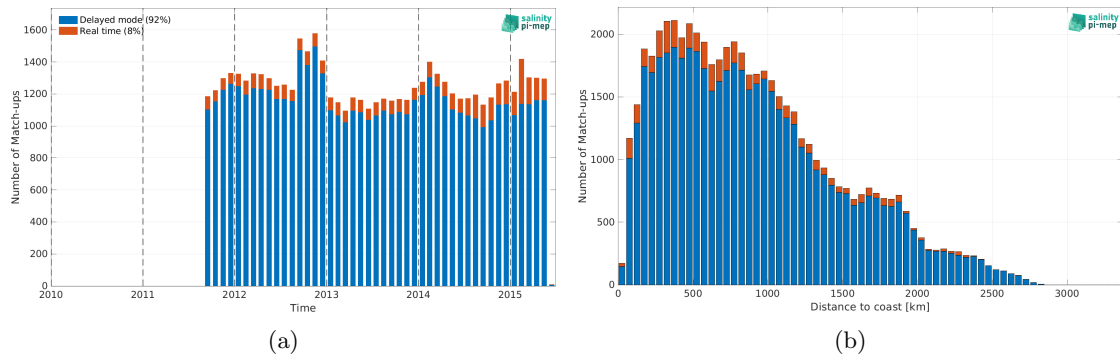 Delayed mode (92%)
Real time (8%)
salinity
pi-mep
Number of Match-ups
1600
1400
1200
1000
800
600
400
200
0
2010 2011 2012 2013 2014 2015
Time
(a)
salinity
pi-mep
Number of Match-ups
2000
1500
1000
500
0
0 500 1000 1500 2000 2500 3000
Distance to coast [km]
(b)